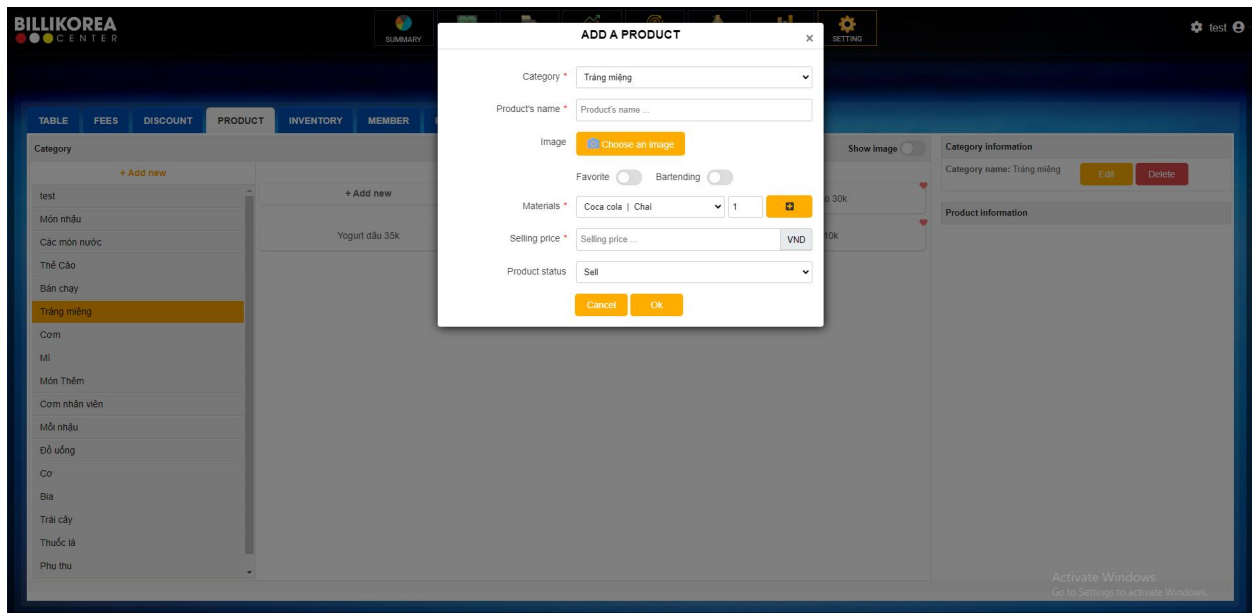 BILLIKOREA
CENTER
SUMMARY
SETTING
test
ADD A PRODUCT
×
Category *
Tráng miệng
Product's name *
Product's name ...
Image
Choose an image
Favorite
Bartending
Materials *
Coca cola | Chai
1
Selling price *
Selling price ...
VND
Product status
Sell
Cancel
Ok
TABLE
FEES
DISCOUNT
PRODUCT
INVENTORY
MEMBER
Category
Show image
Category information
+ Add new
Category name: Tráng miệng
Edit
Delete
Product information
test
Món nhậu
Các món nước
Thẻ Cào
Bán chạy
Tráng miệng
Cơm
Mì
Món Thêm
Cơm nhân viên
Mồi nhậu
Đồ uống
Cơ
Bia
Trái cây
Thuốc lá
Phụ thu
+ Add new
30k
Yogurt dâu 35k
Activate Windows
Go to Settings to activate Windows.